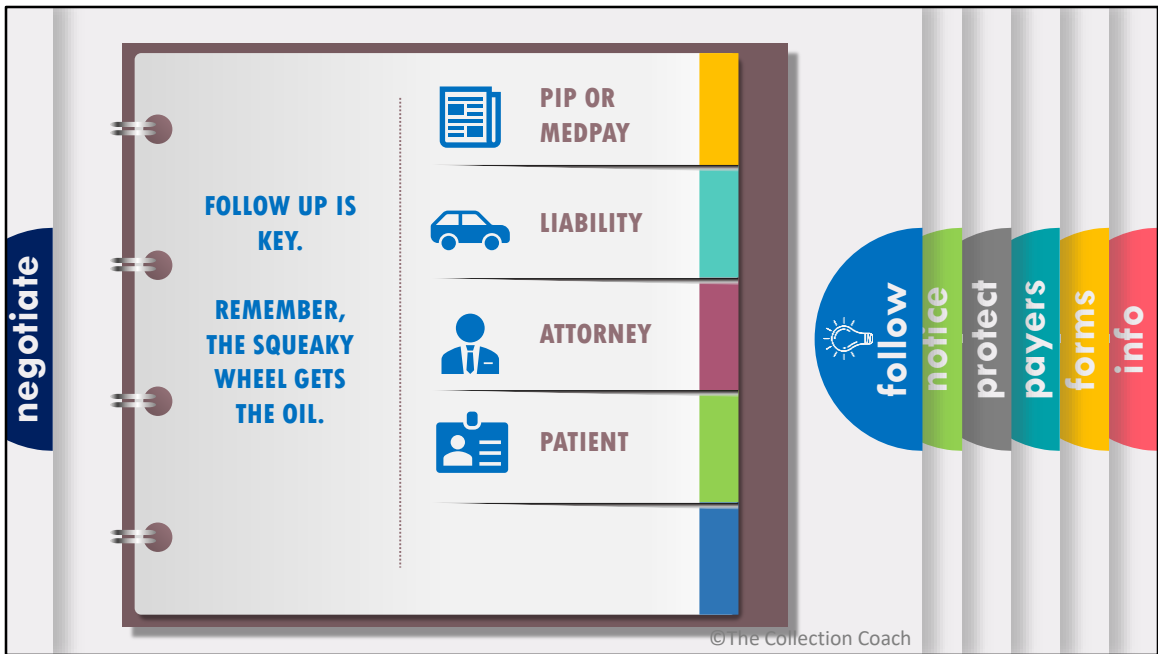 negotiate
FOLLOW UP IS
KEY.
REMEMBER,
THE SQUEAKY
WHEEL GETS
THE OIL.
PIP OR
MEDPAY
LIABILITY
ATTORNEY
PATIENT
follow
notice
protect
payers
forms
info
©The Collection Coach